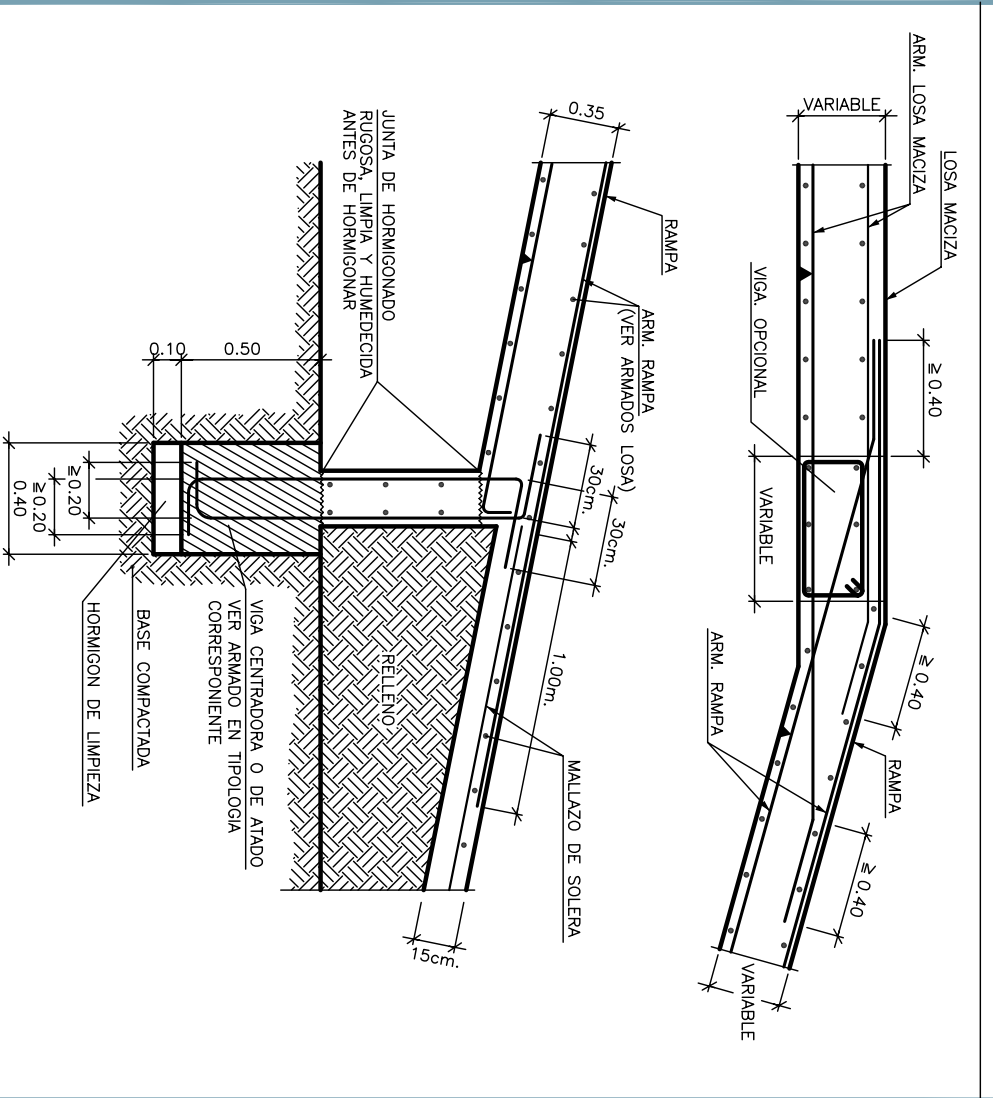 VARIABLE
ARM. LOSA MACIZA
LOSA MACIZA
≥0.40
VIGA. OPCIONAL
VARIABLE
≥0.40
ARM. RAMPA
RAMPA
≥0.40
VARIABLE
0.35
RAMPA
ARM. RAMPA
(VER ARMADOS LOSA)
30cm.
30cm.
1.00m.
JUNTA DE HORMIGONADO
RUGOSA, LIMPIA Y HUMEDECIDA
ANTES DE HORMIGONAR
MALLAZO DE SOLERA
RELLENO
15cm.
0.10
0.50
≥0.20
≥0.20
0.40
VIGA CENTRADORA O DE ATADO
VER ARMADO EN TIPOLOGIA
CORRESPONIENTE
BASE COMPACTADA
HORMIGON DE LIMPIEZA